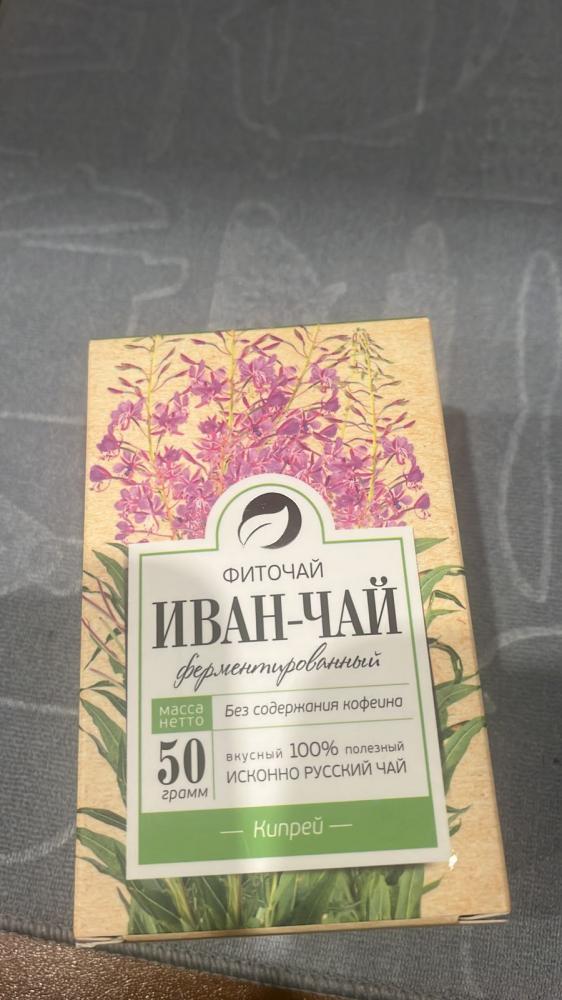 ФИТОЧАЙ
ИВАН-ЧАЙ
ферментированный
масса
нетто
Без содержания кофеина
50
грамм
вкусный 100% полезный
ИСКОННО РУССКИЙ ЧАЙ
— Кипрей —